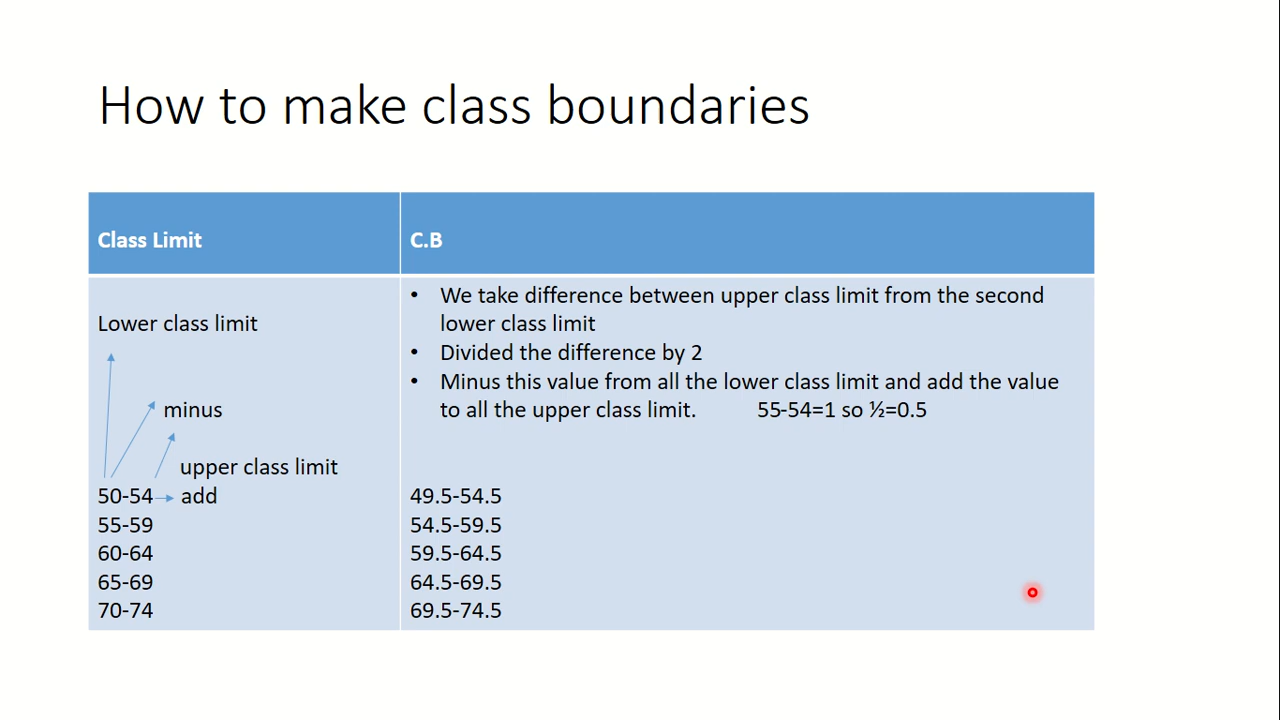 How to make class boundaries
Class Limit
C.B
Lower class limit
minus
upper class limit
50-54 add
55-59
60-64
65-69
70-74
• We take difference between upper class limit from the second
lower class limit
• Divided the difference by 2
• Minus this value from all the lower class limit and add the value
to all the upper class limit. 55-54=1 so ½=0.5
49.5-54.5
54.5-59.5
59.5-64.5
64.5-69.5
69.5-74.5